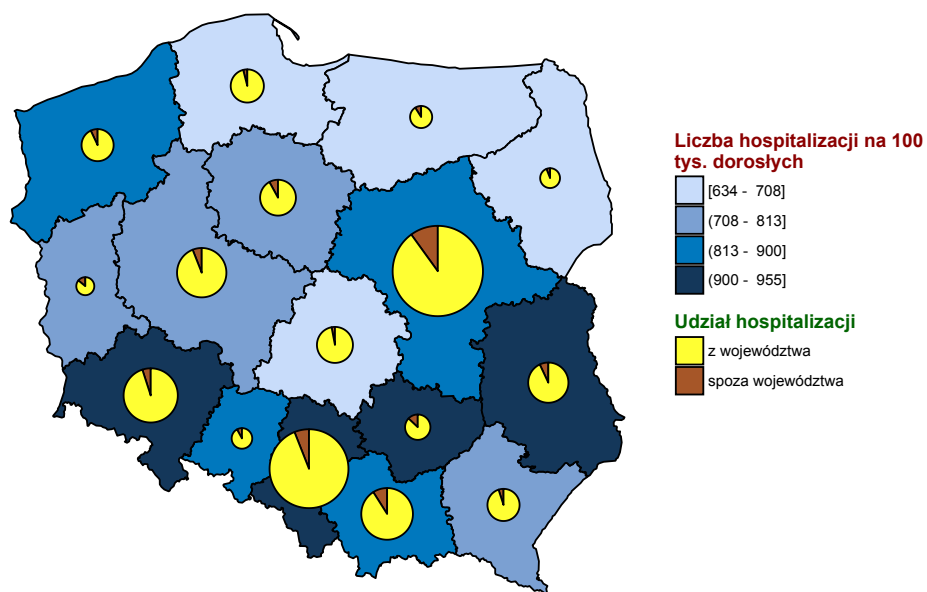 Liczba hospitalizacji na 100
tys. dorosłych
[634 - 708]
(708 - 813]
(813 - 900]
(900 - 955]
Udział hospitalizacji
z województwa
spoza województwa